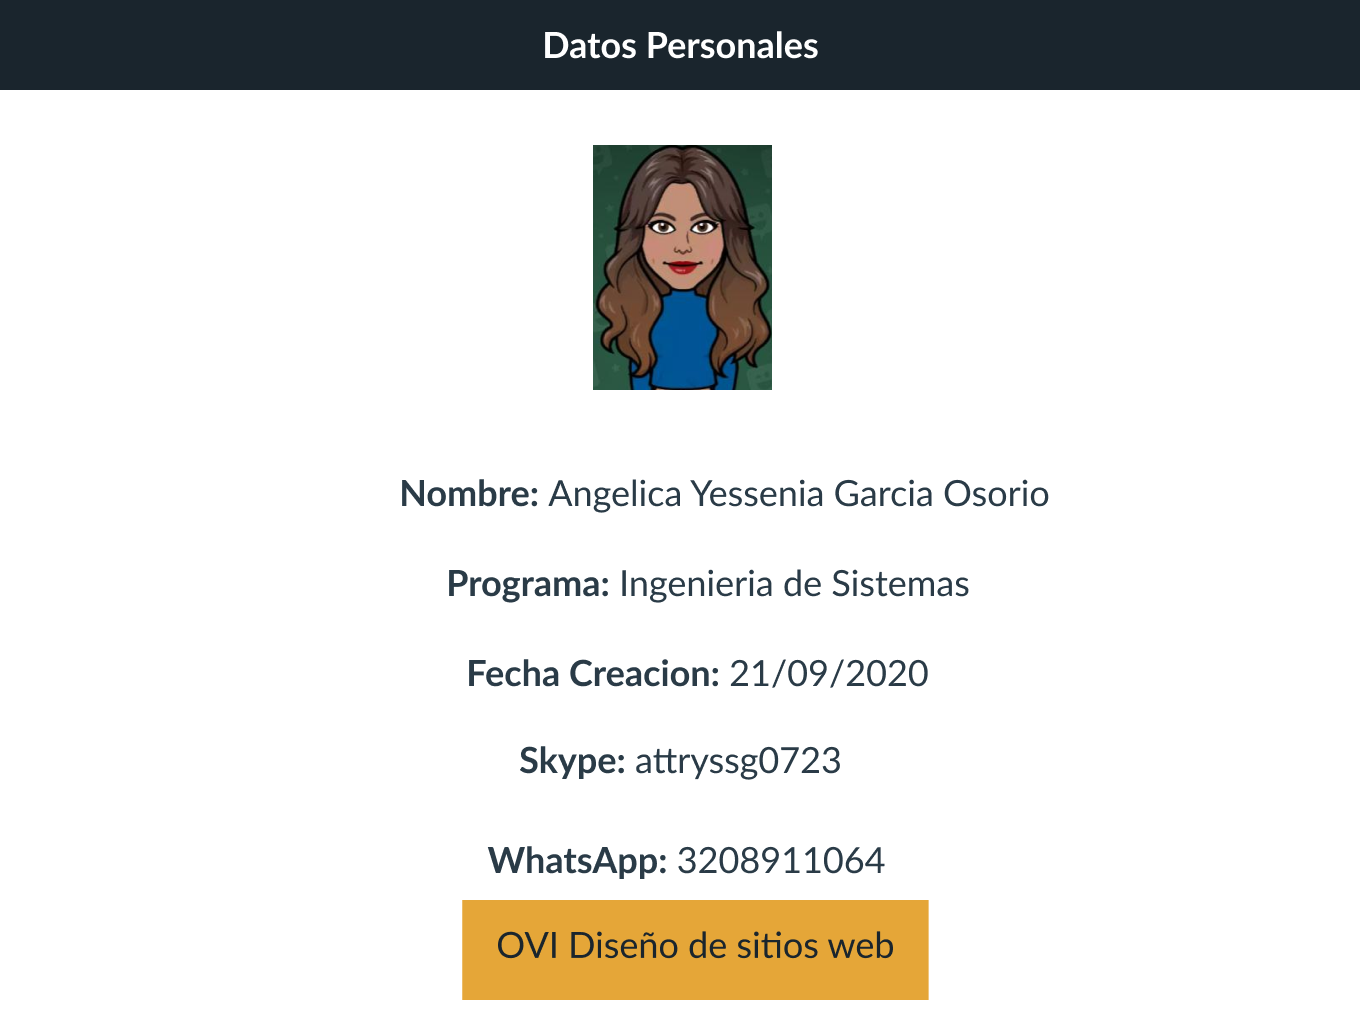 Datos Personales
Nombre: Angelica Yessenia Garcia Osorio
Programa: Ingenieria de Sistemas
Fecha Creacion: 21/09/2020
Skype: attryssg0723
WhatsApp: 3208911064
OVI Diseño de sitios web